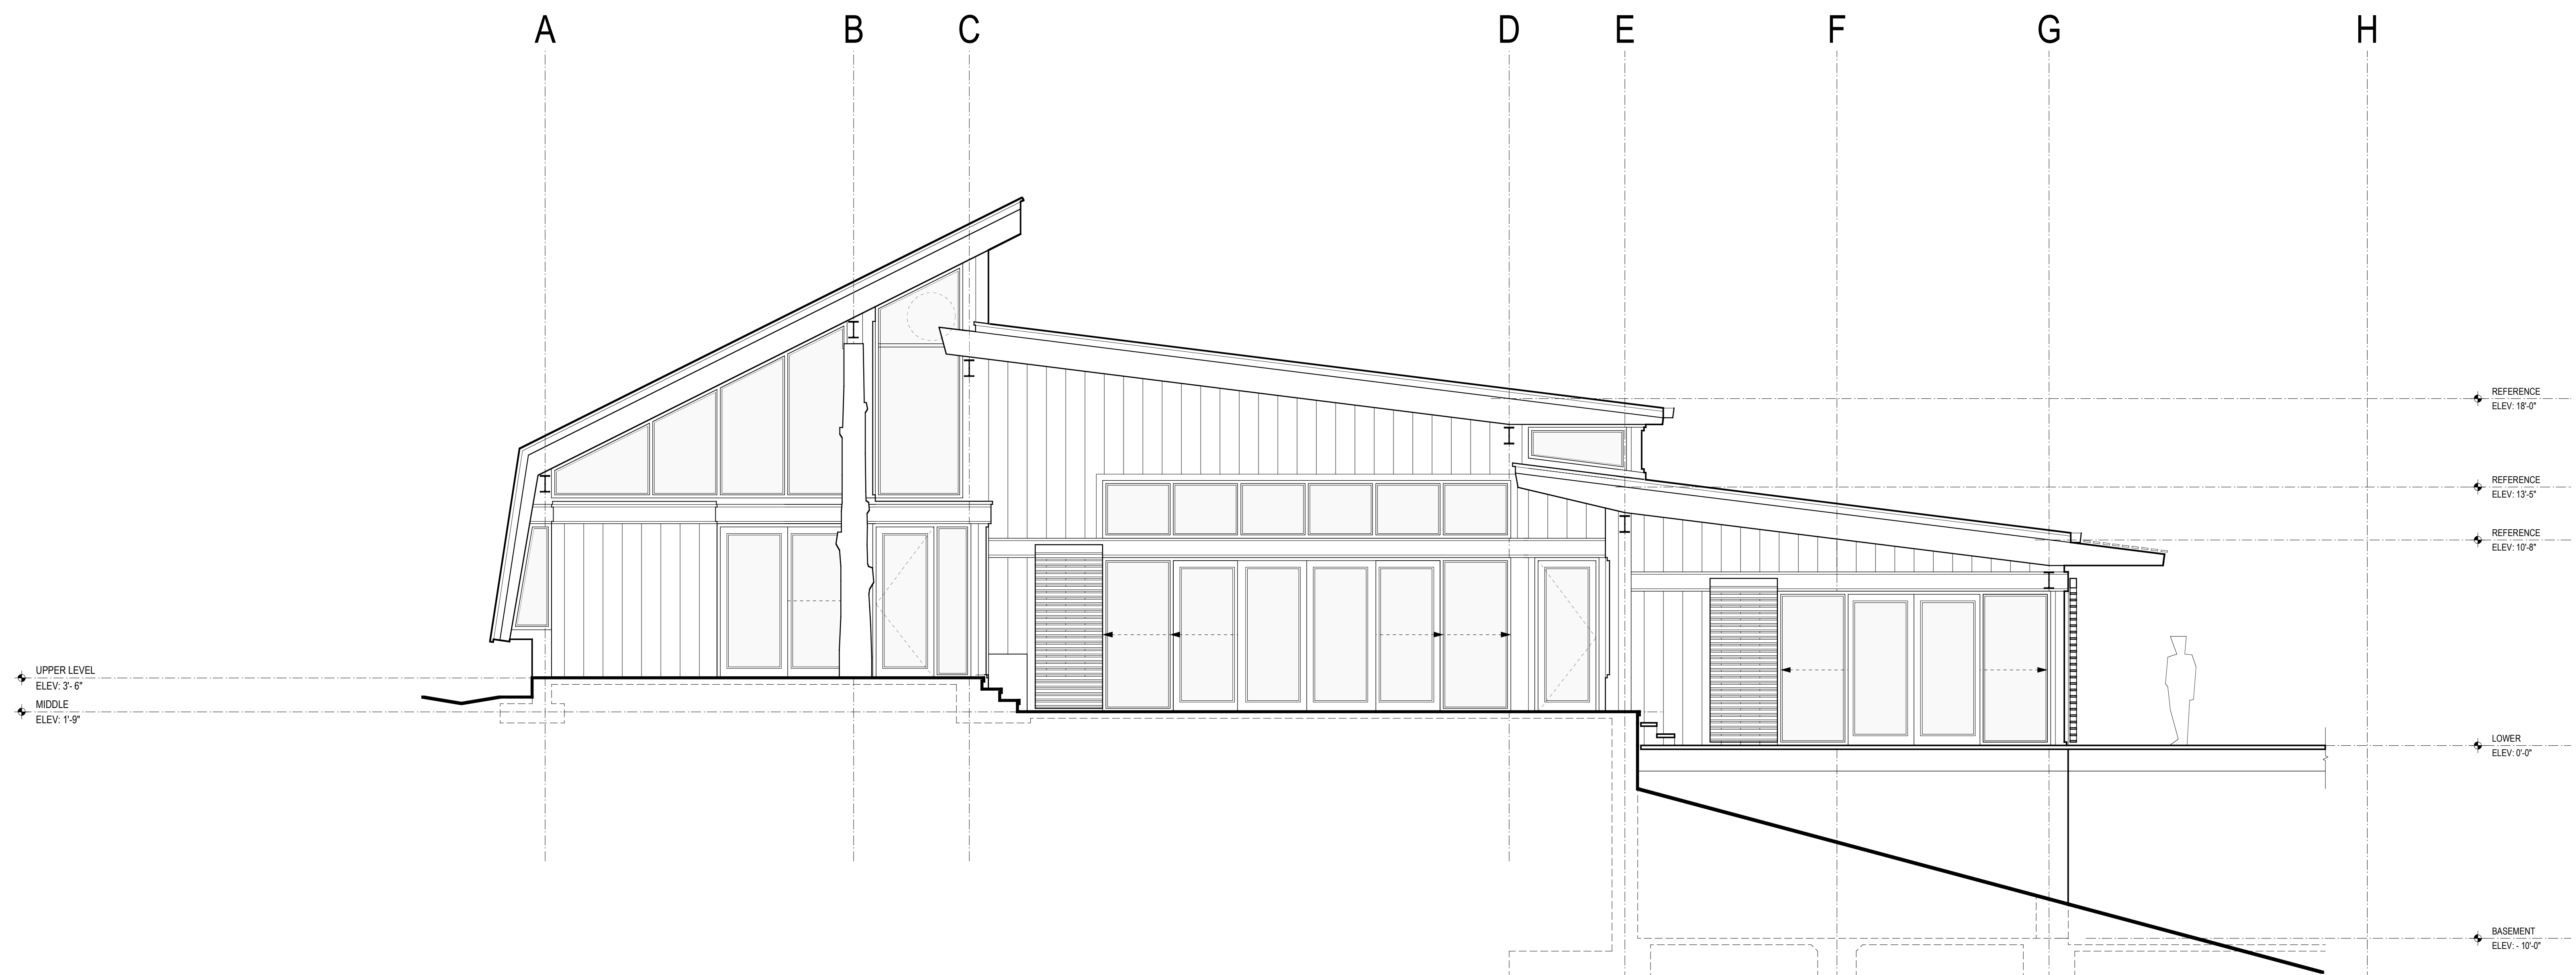 A B C D E F G H
REFERENCE
ELEV: 18'-0"
REFERENCE
ELEV: 13'-5"
REFERENCE
ELEV: 10'-8"
UPPER LEVEL
ELEV: 3'- 6"
MIDDLE
ELEV: 1'-9"
LOWER
ELEV: 0'-0"
BASEMENT
ELEV: - 10'-0"